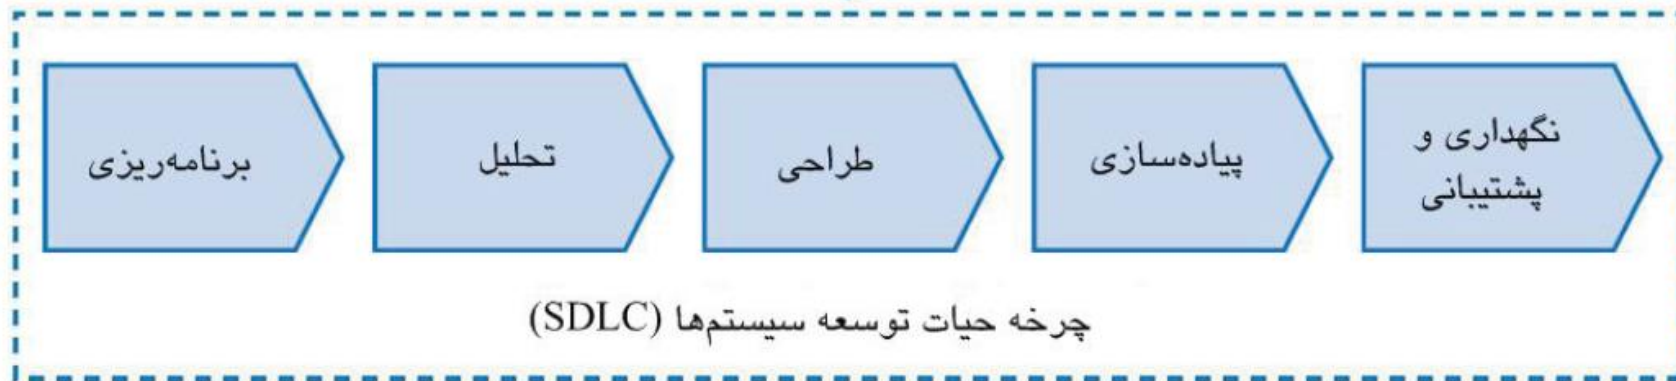 برنامه‌ریزی
تحلیل
طراحی
پیاده‌سازی
نگهداری و
پشتیبانی
چرخه حیات توسعه سیستم‌ها (SDLC)